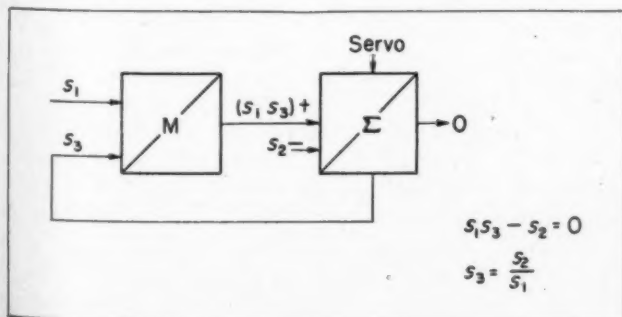 Servo
S₁
M
(S₁ S₃) +
Σ
0
S₃
S₂ −
S₁S₃ − S₂ = 0
S₃ = S₂/S₁